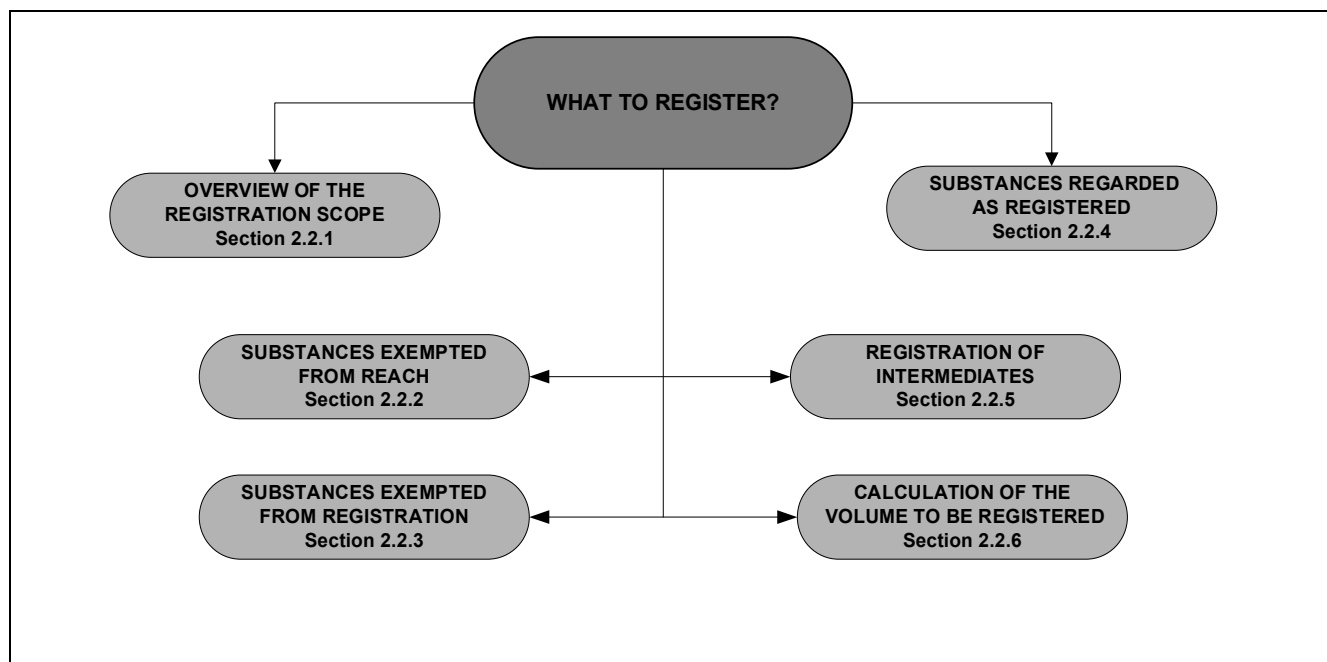 WHAT TO REGISTER?
OVERVIEW OF THE
REGISTRATION SCOPE
Section 2.2.1
SUBSTANCES REGARDED
AS REGISTERED
Section 2.2.4
SUBSTANCES EXEMPTED
FROM REACH
Section 2.2.2
REGISTRATION OF
INTERMEDIATES
Section 2.2.5
SUBSTANCES EXEMPTED
FROM REGISTRATION
Section 2.2.3
CALCULATION OF THE
VOLUME TO BE REGISTERED
Section 2.2.6